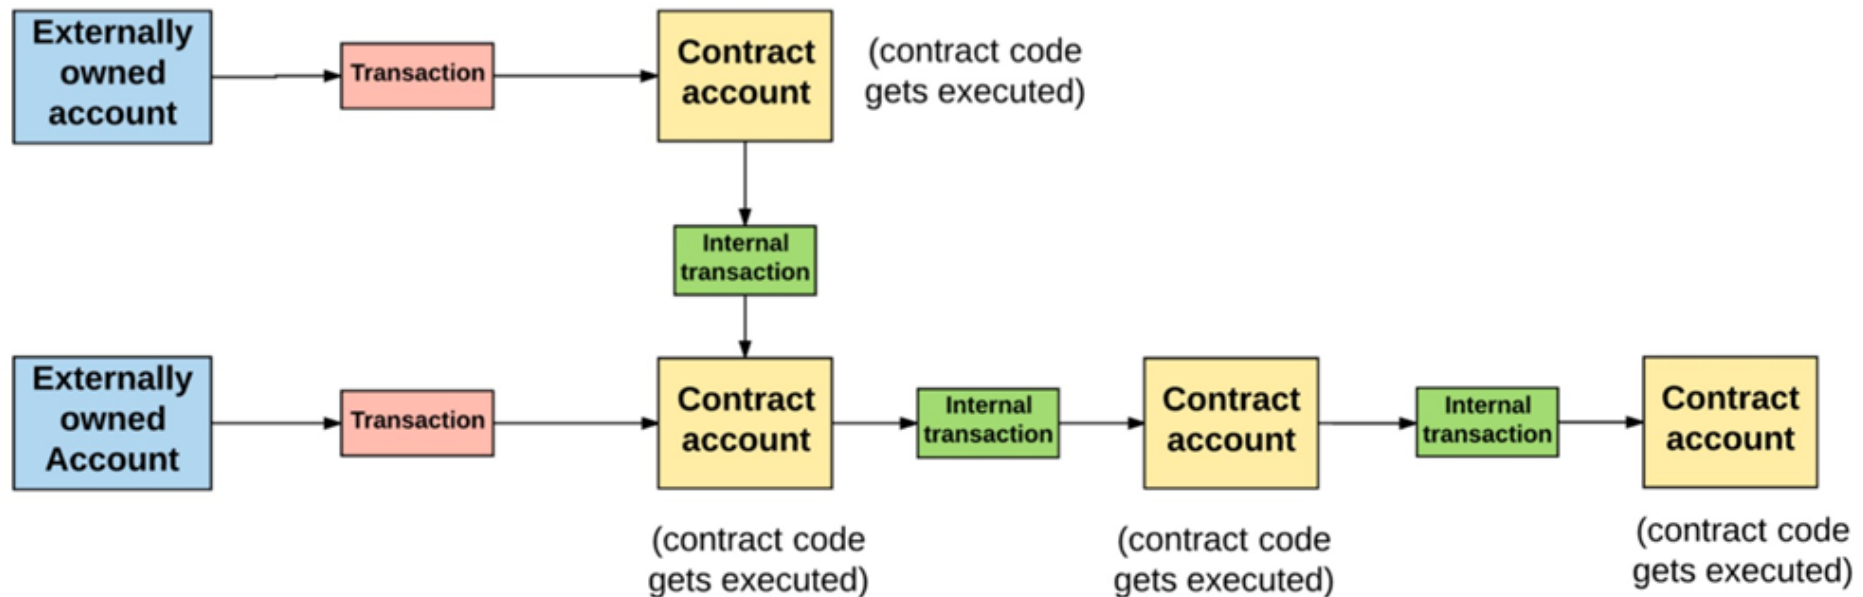 Externally
owned
account
Transaction
Contract
account
(contract code
gets executed)
Internal
transaction
Externally
owned
Account
Transaction
Contract
account
Internal
transaction
Contract
account
Internal
transaction
Contract
account
(contract code
gets executed)
(contract code
gets executed)
(contract code
gets executed)